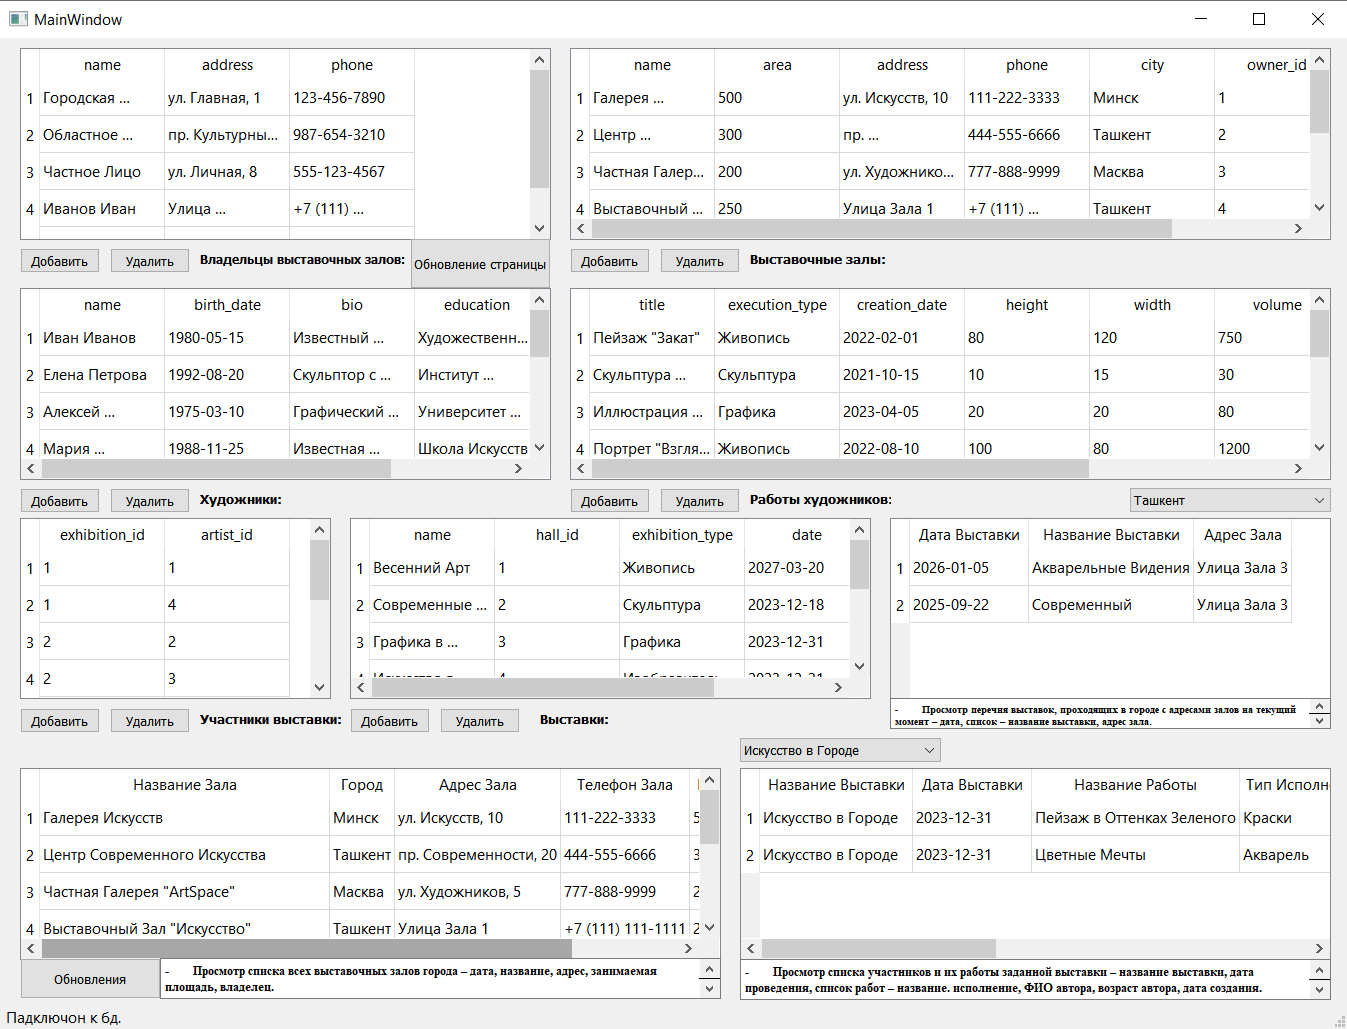 MainWindow
name address phone
1 Городская ... ул. Главная, 1 123-456-7890
2 Областное ... пр. Культурны... 987-654-3210
3 Частное Лицо ул. Личная, 8 555-123-4567
4 Иванов Иван Улица ... +7 (111) ...
name area address phone city owner_id
1 Галерея ... 500 ул. Искусств, 10 111-222-3333 Минск 1
2 Центр ... 300 пр. ... 444-555-6666 Ташкент 2
3 Частная Галер... 200 ул. Художнико... 777-888-9999 Масква 3
4 Выставочный ... 250 Улица Зала 1 +7 (111) ... Ташкент 4
Добавить Удалить Владельцы выставочных залов: Обновление страницы
Добавить Удалить Выставочные залы:
name birth_date bio education
1 Иван Иванов 1980-05-15 Известный ... Художественн...
2 Елена Петрова 1992-08-20 Скульптор с ... Институт ...
3 Алексей ... 1975-03-10 Графический ... Университет ...
4 Мария ... 1988-11-25 Известная ... Школа Искусств
title execution_type creation_date height width volume
1 Пейзаж "Закат" Живопись 2022-02-01 80 120 750
2 Скульптура ... Скульптура 2021-10-15 10 15 30
3 Иллюстрация ... Графика 2023-04-05 20 20 80
4 Портрет "Взгля... Живопись 2022-08-10 100 80 1200
Добавить Удалить Художники:
Добавить Удалить Работы художников: Ташкент
exhibition_id artist_id
1 1 1
2 1 4
3 2 2
4 2 3
name hall_id exhibition_type date
1 Весенний Арт 1 Живопись 2027-03-20
2 Современные ... 2 Скульптура 2023-12-18
3 Графика в ... 3 Графика 2023-12-31
Дата Выставки Название Выставки Адрес Зала
1 2026-01-05 Акварельные Видения Улица Зала 3
2 2025-09-22 Современный Улица Зала 3
- Просмотр перечня выставок, проходящих в городе с адресами залов на текущий
момент – дата, список – название выставки, адрес зала.
Добавить Удалить Участники выставки:
Добавить Удалить Выставки:
Искусство в Городе
Название Зала Город Адрес Зала Телефон Зала
1 Галерея Искусств Минск ул. Искусств, 10 111-222-3333 5
2 Центр Современного Искусства Ташкент пр. Современности, 20 444-555-6666 3
3 Частная Галерея "ArtSpace" Масква ул. Художников, 5 777-888-9999 2
4 Выставочный Зал "Искусство" Ташкент Улица Зала 1 +7 (111) 111-1111 2
Название Выставки Дата Выставки Название Работы Тип Исполн
1 Искусство в Городе 2023-12-31 Пейзаж в Оттенках Зеленого Краски
2 Искусство в Городе 2023-12-31 Цветные Мечты Акварель
Обновления
- Просмотр списка всех выставочных залов города – дата, название, адрес, занимаемая
площадь, владелец.
- Просмотр списка участников и их работы заданной выставки – название выставки, дата
проведения, список работ – название. исполнение, ФИО автора, возраст автора, дата создания.
Падключон к бд.